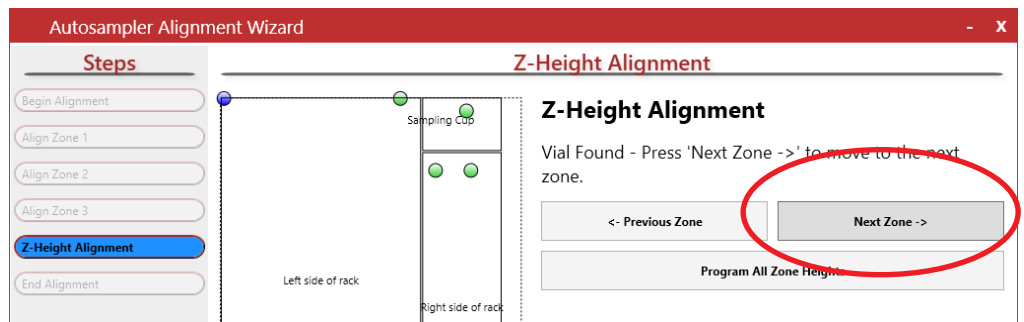 Autosampler Alignment Wizard
- X
Steps
Z-Height Alignment
Begin Alignment
Align Zone 1
Align Zone 2
Align Zone 3
Z-Height Alignment
End Alignment
Sampling Cup
Left side of rack
Right side of rack
Z-Height Alignment
Vial Found - Press 'Next Zone ->' to move to the next
zone.
<- Previous Zone
Next Zone ->
Program All Zone Heights